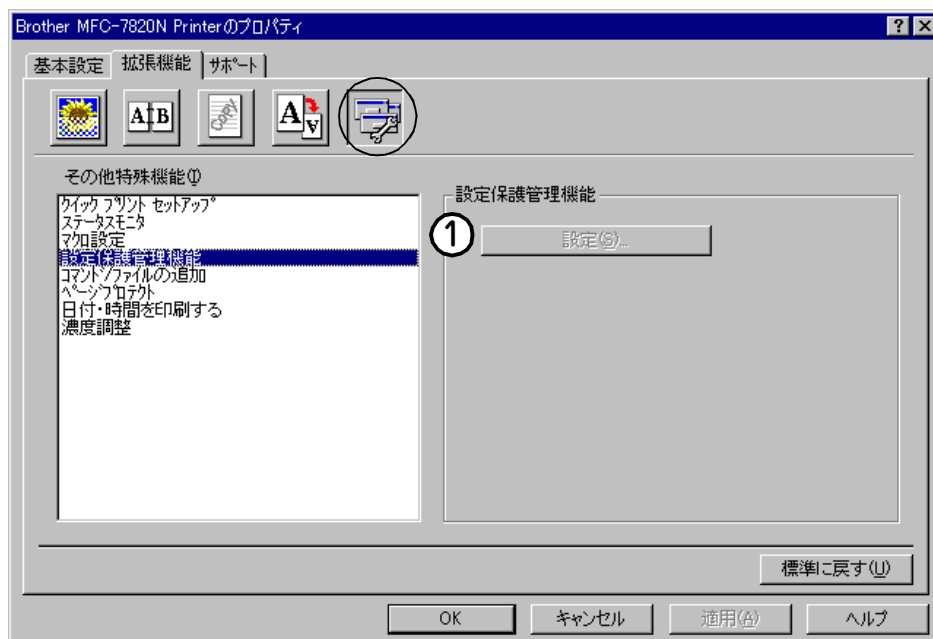 Brother MFC-7820N Printerのプロパティ
基本設定 拡張機能 ｻﾎﾟｰﾄ
A B
Copy
A A
その他特殊機能(I)
ｸｲｯｸ ﾌﾟﾘﾝﾄ ｾｯﾄｱｯﾌﾟ
ｽﾃｰﾀｽﾓﾆﾀ
ﾏｸﾛ設定
設定保護管理機能
ｺﾏﾝﾄﾞ/ﾌｧｲﾙの追加
ﾍﾟｰｼﾞﾌﾟﾛﾃｸﾄ
日付・時間を印刷する
濃度調整
設定保護管理機能
① 設定(S)...
標準に戻す(U)
OK キャンセル 適用(A) ヘルプ